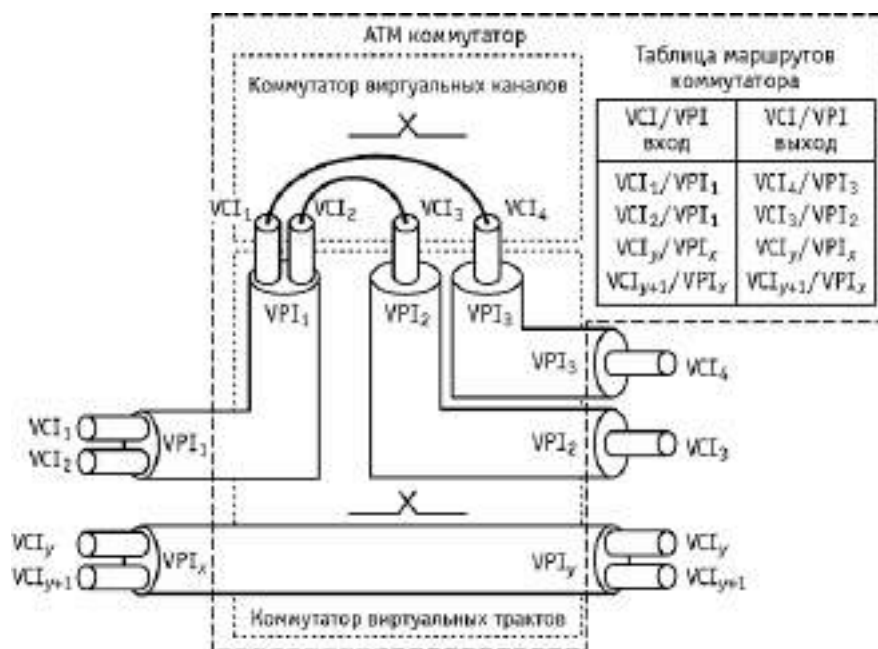 ATM коммутатор
Коммутатор виртуальных каналов
Таблица маршрутов
коммутатора
VCI/VPI
вход
VCI/VPI
выход
VCI₁/VPI₁ VCI₄/VPI₃
VCI₂/VPI₁ VCI₃/VPI₂
VCIy/VPIx VCIy/VPIx
VCIy+1/VPIx VCIy+1/VPIx
VCI₁ VCI₂ VCI₃ VCI₄
VPI₁ VPI₂ VPI₃
VPI₃ VCI₄
VCI₁
VCI₂
VPI₁
VPI₂ VCI₃
VCIy
VCIy+1
VPIx
VPIy
VCIy
VCIy+1
Коммутатор виртуальных трактов